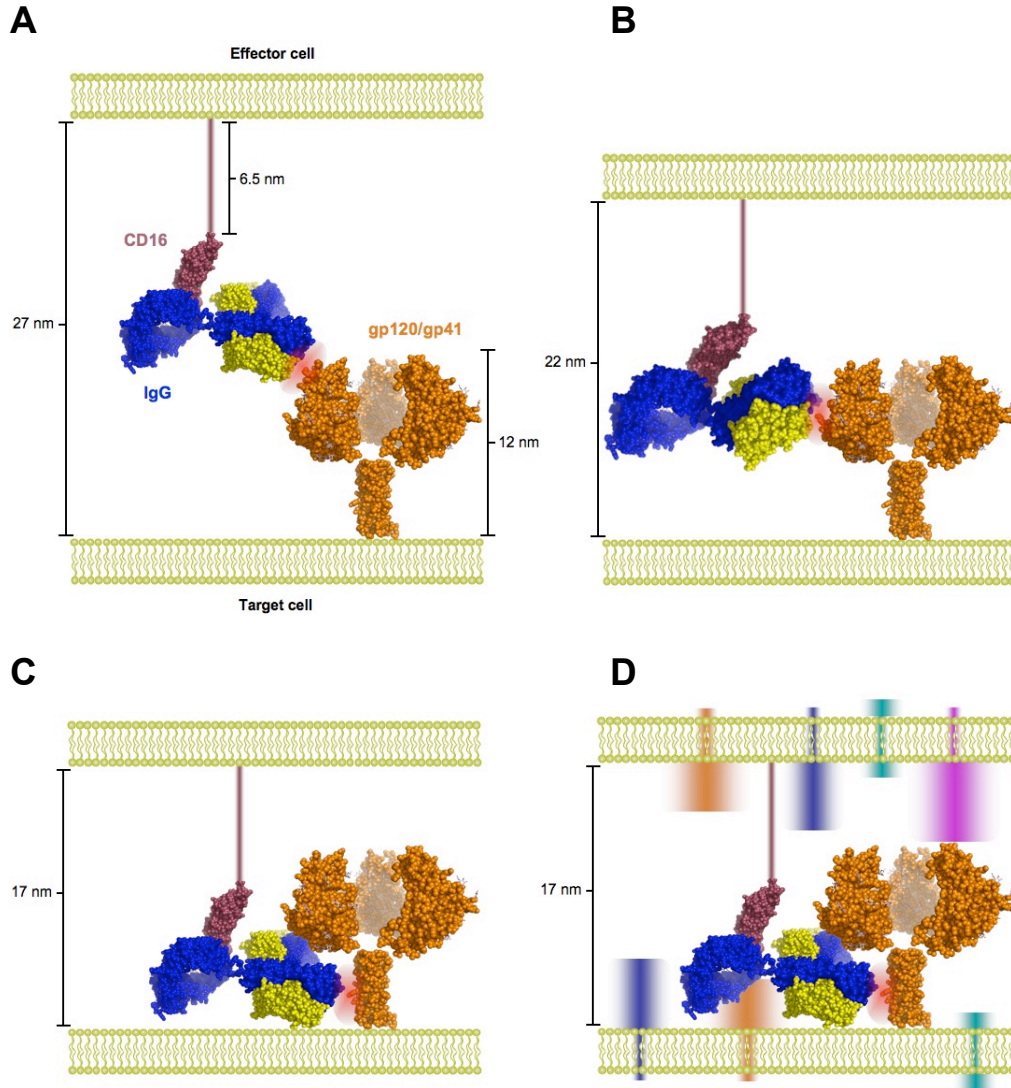 A
B
Effector cell
6.5 nm
CD16
27 nm
gp120/gp41
22 nm
IgG
12 nm
Target cell
C
D
17 nm
17 nm